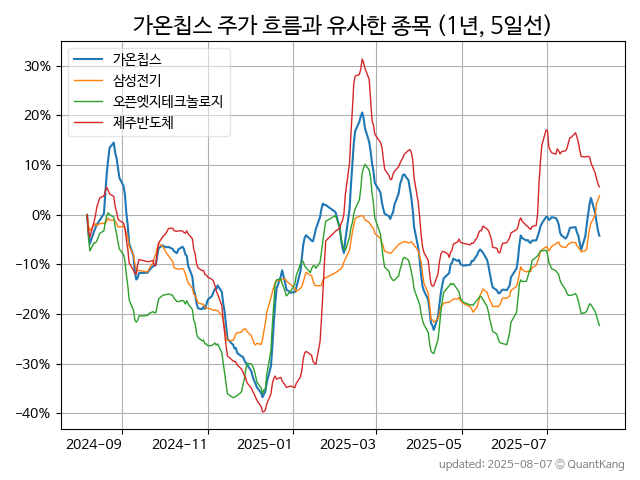 가온칩스 주가 흐름과 유사한 종목 (1년, 5일선)
가온칩스
삼성전기
오픈엣지테크놀로지
제주반도체
30%
20%
10%
0%
−10%
−20%
−30%
−40%
2024-09 2024-11 2025-01 2025-03 2025-05 2025-07
updated: 2025-08-07 © QuantKang